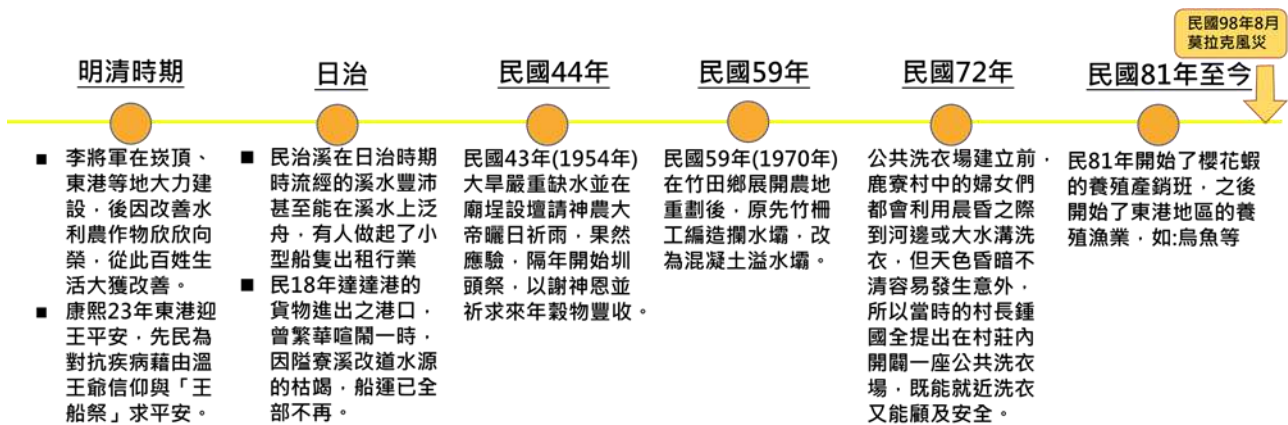 民國98年8月
莫拉克風災
明清時期
■ 李將軍在崁頂、
東港等地大力建
設，後因改善水
利農作物欣欣向
榮，從此百姓生
活大獲改善。
■ 康熙23年東港迎
王平安，先民為
對抗疾病藉由溫
王爺信仰與「王
船祭」求平安。
日治
■ 民治溪在日治時期
時流經的溪水豐沛
甚至能在溪水上泛
舟，有人做起了小
型船隻出租行業
■ 民18年達達港的
貨物進出之港口，
曾繁華喧鬧一時，
因隘寮溪改道水源
的枯竭，船運已全
部不再。
民國44年
民國43年(1954年)
大旱嚴重缺水並在
廟埕設壇請神農大
帝曬日祈雨，果然
應驗，隔年開始圳
頭祭，以謝神恩並
祈求來年穀物豐收。
民國59年
民國59年(1970年)
在竹田鄉展開農地
重劃後，原先竹柵
工編造攔水壩，改
為混凝土溢水壩。
民國72年
公共洗衣場建立前，
鹿寮村中的婦女們
都會利用晨昏之際
到河邊或大水溝洗
衣，但天色昏暗不
清容易發生意外，
所以當時的村長鍾
國全提出在村莊內
開闢一座公共洗衣
場，既能就近洗衣
又能顧及安全。
民國81年至今
民81年開始了櫻花蝦
的養殖產銷班，之後
開始了東港地區的養
殖漁業，如:烏魚等